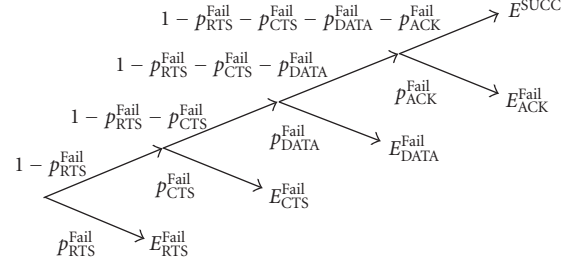 1 − p_RTS^Fail − p_CTS^Fail − p_DATA^Fail − p_ACK^Fail
E^SUCC
1 − p_RTS^Fail − p_CTS^Fail − p_DATA^Fail
p_ACK^Fail
E_ACK^Fail
1 − p_RTS^Fail − p_CTS^Fail
p_DATA^Fail
E_DATA^Fail
1 − p_RTS^Fail
p_CTS^Fail
E_CTS^Fail
p_RTS^Fail
E_RTS^Fail